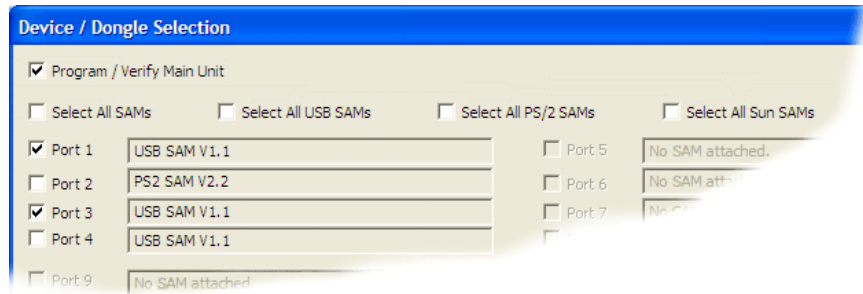 Device / Dongle Selection
Program / Verify Main Unit
Select All SAMs Select All USB SAMs Select All PS/2 SAMs Select All Sun SAMs
Port 1 USB SAM V1.1 Port 5 No SAM attached.
Port 2 PS2 SAM V2.2 Port 6 No SAM
Port 3 USB SAM V1.1 Port 7 No
Port 4 USB SAM V1.1
Port 9 No SAM attached